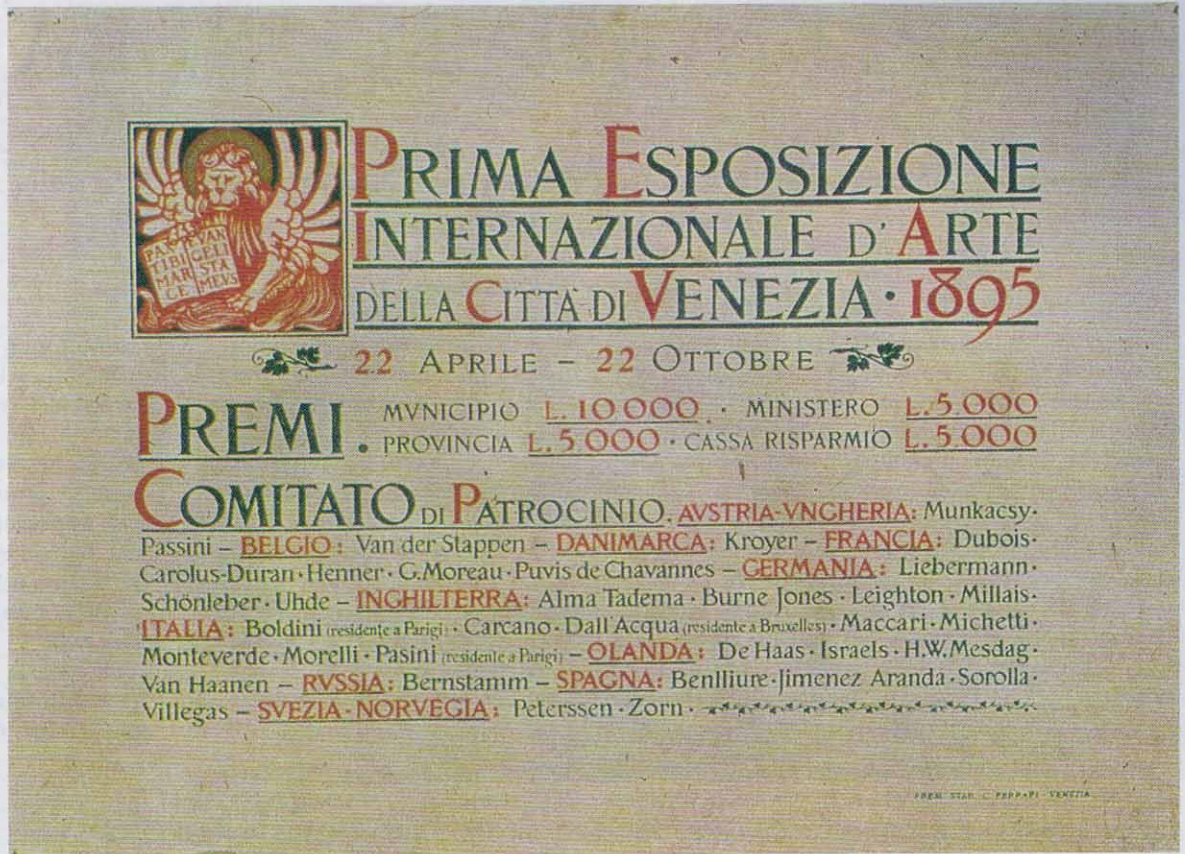 PAX TIBI MARCE EVANGELISTA MEVS
PRIMA ESPOSIZIONE
INTERNAZIONALE D'ARTE
DELLA CITTÀ DI VENEZIA · 1895
22 APRILE – 22 OTTOBRE
PREMI. MVNICIPIO L. 10 000 · MINISTERO L. 5 000
PROVINCIA L. 5 000 · CASSA RISPARMIO L. 5 000
COMITATO DI PATROCINIO. AVSTRIA-VNGHERIA: Munkacsy·
Passini – BELGIO: Van der Stappen – DANIMARCA: Kroyer – FRANCIA: Dubois·
Carolus-Duran · Henner · G. Moreau · Puvis de Chavannes – GERMANIA: Liebermann·
Schönleber · Uhde – INGHILTERRA: Alma Tadema · Burne Jones · Leighton · Millais·
ITALIA: Boldini (residente a Parigi) · Carcano · Dall'Acqua (residente a Bruxelles) · Maccari · Michetti·
Monteverde · Morelli · Pasini (residente a Parigi) – OLANDA: De Haas · Israels · H.W. Mesdag·
Van Haanen – RVSSIA: Bernstamm – SPAGNA: Benlliure · Jimenez Aranda · Sorolla·
Villegas – SVEZIA-NORVEGIA: Peterssen · Zorn ·
PREM. STAB. C. FERRARI VENEZIA